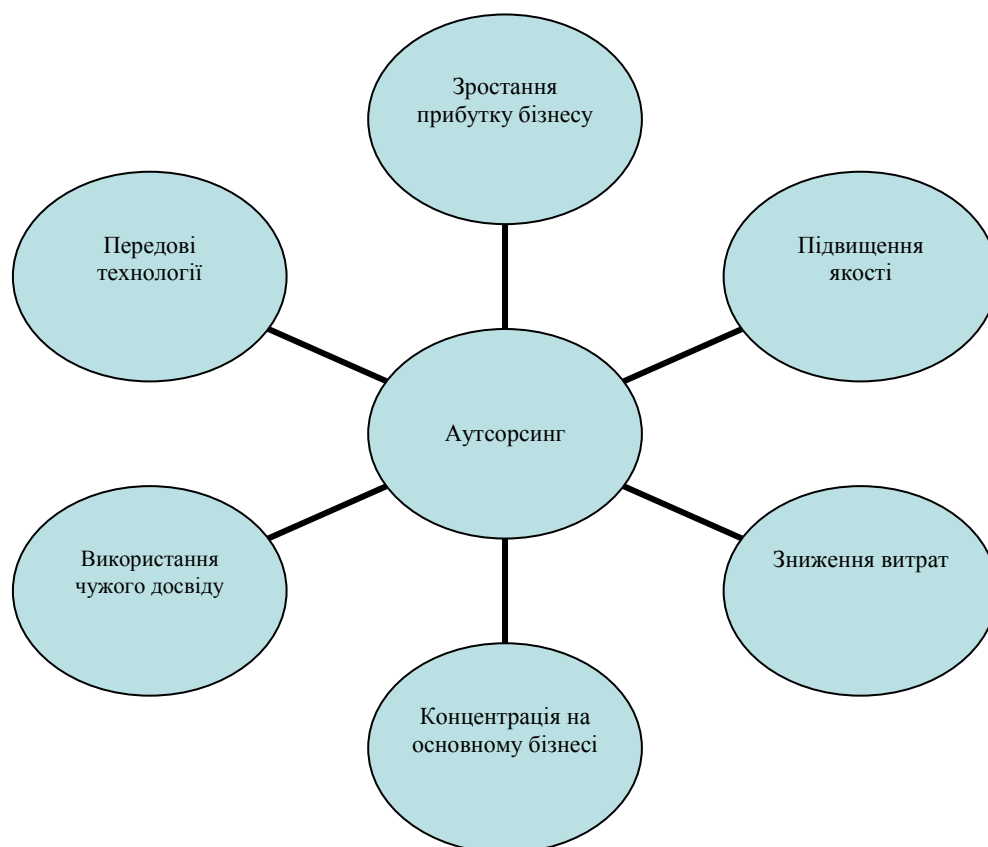 Зростання
прибутку бізнесу
Передові
технології
Підвищення
якості
Аутсорсинг
Використання
чужого досвіду
Зниження витрат
Концентрація на
основному бізнесі